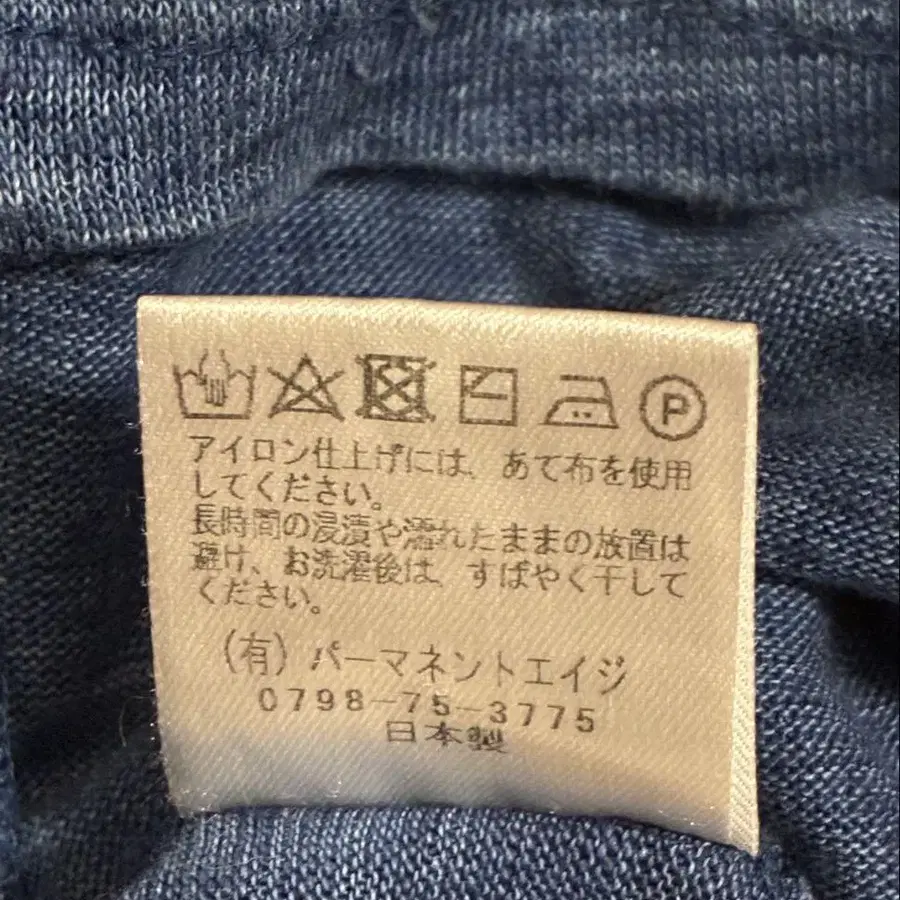 P
アイロン仕上げには、あて布を使用
してください。
長時間の浸漬や濡れたままの放置は
避け、お洗濯後は、すばやく干して
ください。
(有)パーマネントエイジ
0798-75-3775
日本製